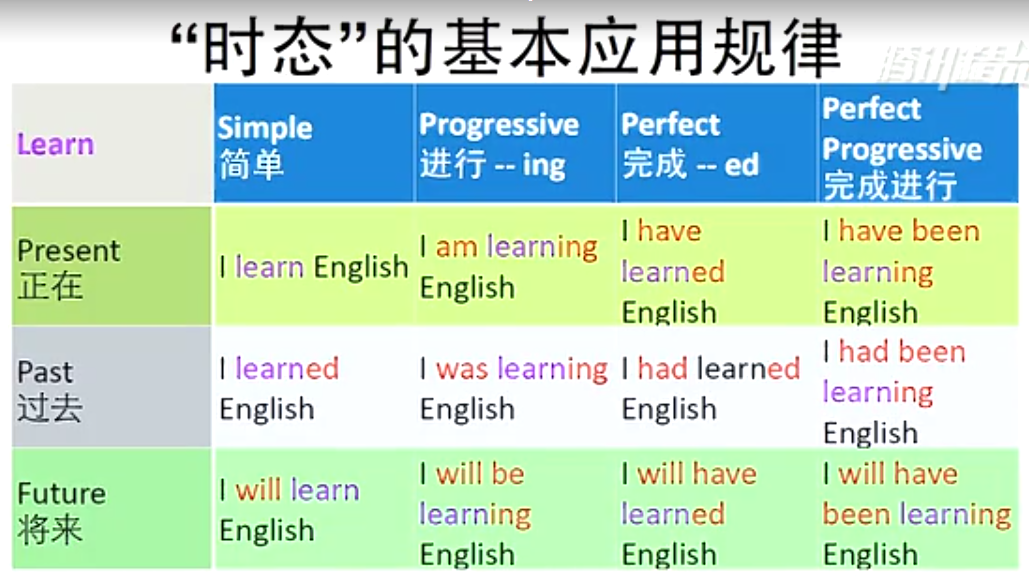 “时态”的基本应用规律
Learn
Simple
简单
Progressive
进行 -- ing
Perfect
完成 -- ed
Perfect
Progressive
完成进行
Present
正在
I learn English
I am learning
English
I have
learned
English
I have been
learning
English
Past
过去
I learned
English
I was learning
English
I had learned
English
I had been
learning
English
Future
将来
I will learn
English
I will be
learning
English
I will have
learned
English
I will have
been learning
English